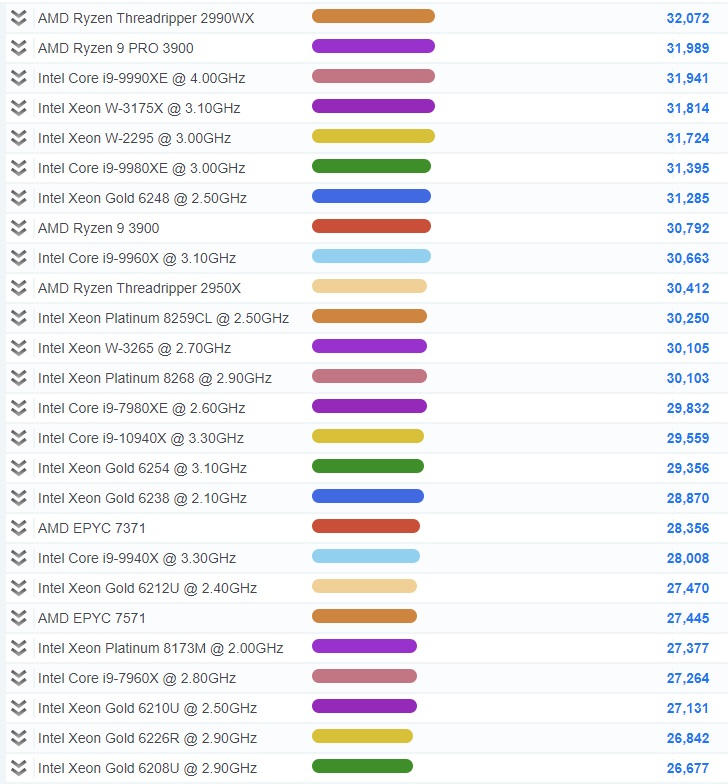 AMD Ryzen Threadripper 2990WX 32,072
AMD Ryzen 9 PRO 3900 31,989
Intel Core i9-9990XE @ 4.00GHz 31,941
Intel Xeon W-3175X @ 3.10GHz 31,814
Intel Xeon W-2295 @ 3.00GHz 31,724
Intel Core i9-9980XE @ 3.00GHz 31,395
Intel Xeon Gold 6248 @ 2.50GHz 31,285
AMD Ryzen 9 3900 30,792
Intel Core i9-9960X @ 3.10GHz 30,663
AMD Ryzen Threadripper 2950X 30,412
Intel Xeon Platinum 8259CL @ 2.50GHz 30,250
Intel Xeon W-3265 @ 2.70GHz 30,105
Intel Xeon Platinum 8268 @ 2.90GHz 30,103
Intel Core i9-7980XE @ 2.60GHz 29,832
Intel Core i9-10940X @ 3.30GHz 29,559
Intel Xeon Gold 6254 @ 3.10GHz 29,356
Intel Xeon Gold 6238 @ 2.10GHz 28,870
AMD EPYC 7371 28,356
Intel Core i9-9940X @ 3.30GHz 28,008
Intel Xeon Gold 6212U @ 2.40GHz 27,470
AMD EPYC 7571 27,445
Intel Xeon Platinum 8173M @ 2.00GHz 27,377
Intel Core i9-7960X @ 2.80GHz 27,264
Intel Xeon Gold 6210U @ 2.50GHz 27,131
Intel Xeon Gold 6226R @ 2.90GHz 26,842
Intel Xeon Gold 6208U @ 2.90GHz 26,677